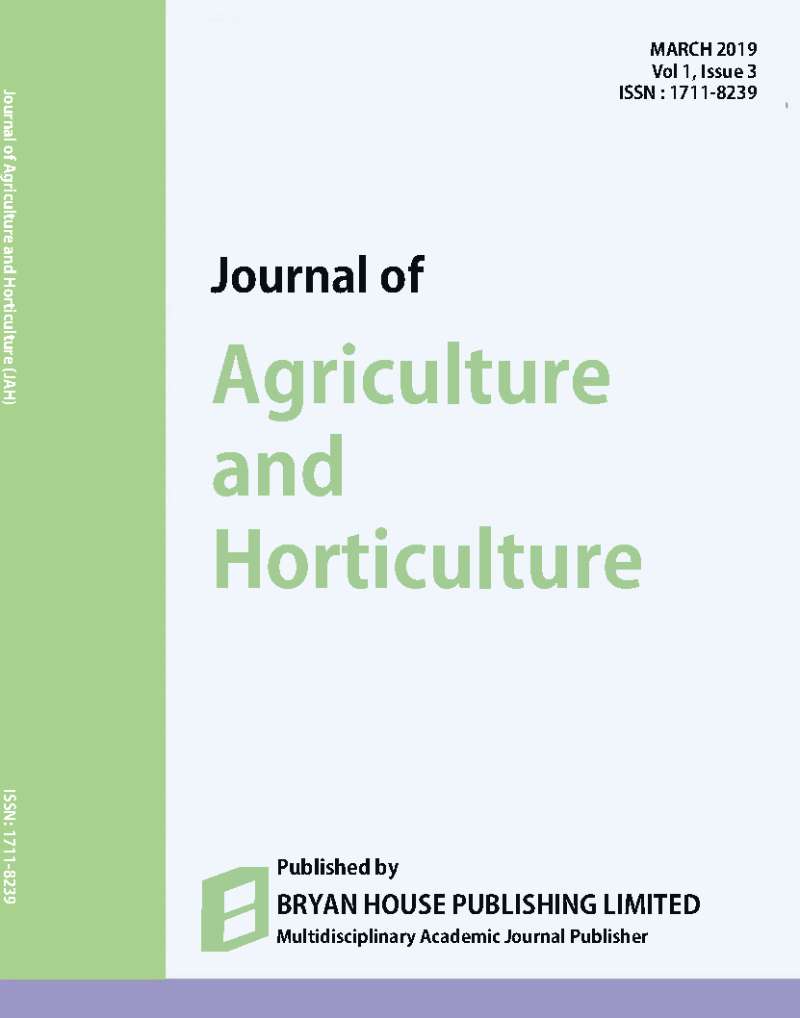 MARCH 2019
Vol 1, Issue 3
ISSN : 1711-8239
Journal of Agriculture and Horticulture (JAH)
Journal of
Agriculture
and
Horticulture
ISSN: 1711-8239
Published by
BRYAN HOUSE PUBLISHING LIMITED
Multidisciplinary Academic Journal Publisher